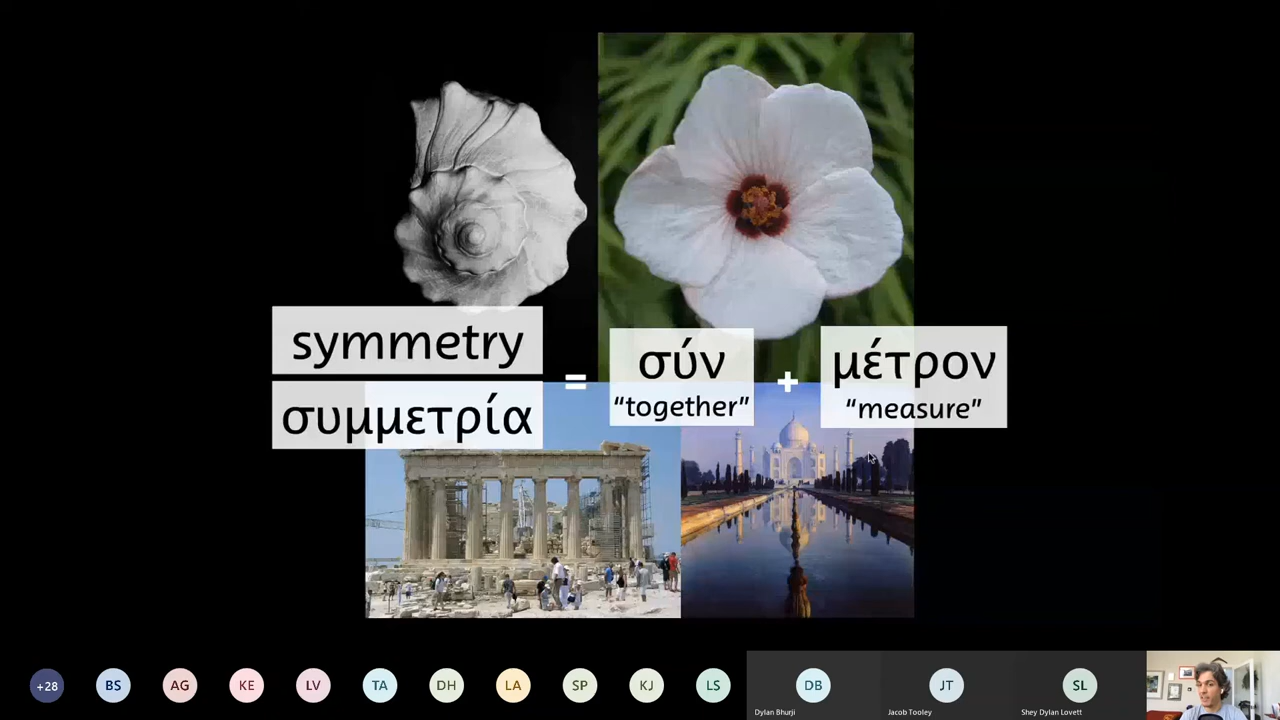 symmetry
συμμετρία
=
σύν
“together”
+
μέτρον
“measure”
+28
BS
AG
KE
LV
TA
DH
LA
SP
KJ
LS
DB
Dylan Bhurji
JT
Jacob Tooley
SL
Shey Dylan Lovett